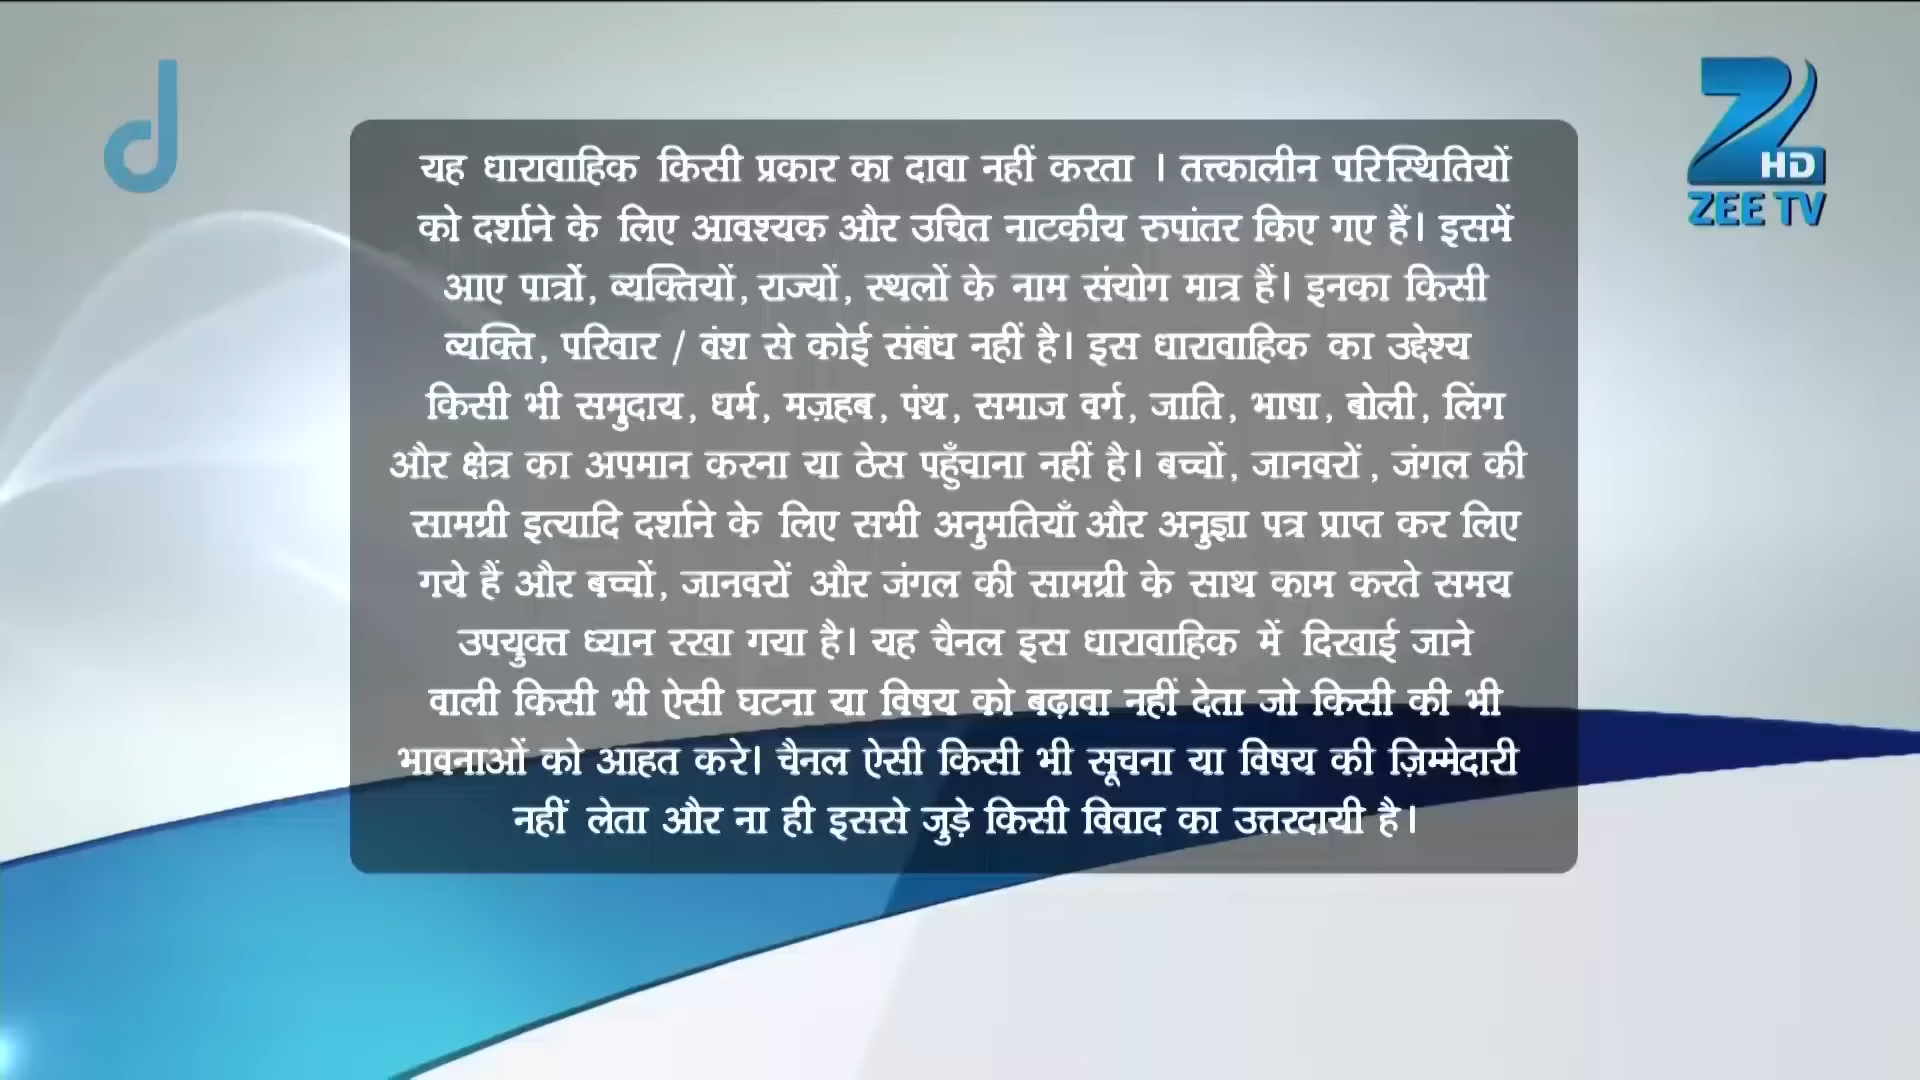 यह धारावाहिक किसी प्रकार का दावा नहीं करता । तत्त्कालीन परिस्थितियों
को दर्शाने के लिए आवश्यक और उचित नाटकीय रुपांतर किए गए हैं। इसमें
आए पात्रों, व्यक्तियों, राज्यों, स्थलों के नाम संयोग मात्र हैं। इनका किसी
व्यक्ति, परिवार / वंश से कोई संबंध नहीं है। इस धारावाहिक का उद्देश्य
किसी भी समुदाय, धर्म, मज़हब, पंथ, समाज वर्ग, जाति, भाषा, बोली, लिंग
और क्षेत्र का अपमान करना या ठेस पहुँचाना नहीं है। बच्चों, जानवरों, जंगल की
सामग्री इत्यादि दर्शाने के लिए सभी अनुमतियाँ और अनुज्ञा पत्र प्राप्त कर लिए
गये हैं और बच्चों, जानवरों और जंगल की सामग्री के साथ काम करते समय
उपयुक्त ध्यान रखा गया है। यह चैनल इस धारावाहिक में दिखाई जाने
वाली किसी भी ऐसी घटना या विषय को बढ़ावा नहीं देता जो किसी की भी
भावनाओं को आहत करे। चैनल ऐसी किसी भी सूचना या विषय की ज़िम्मेदारी
नहीं लेता और ना ही इससे जुड़े किसी विवाद का उत्तरदायी है।
d
Z HD
ZEE TV